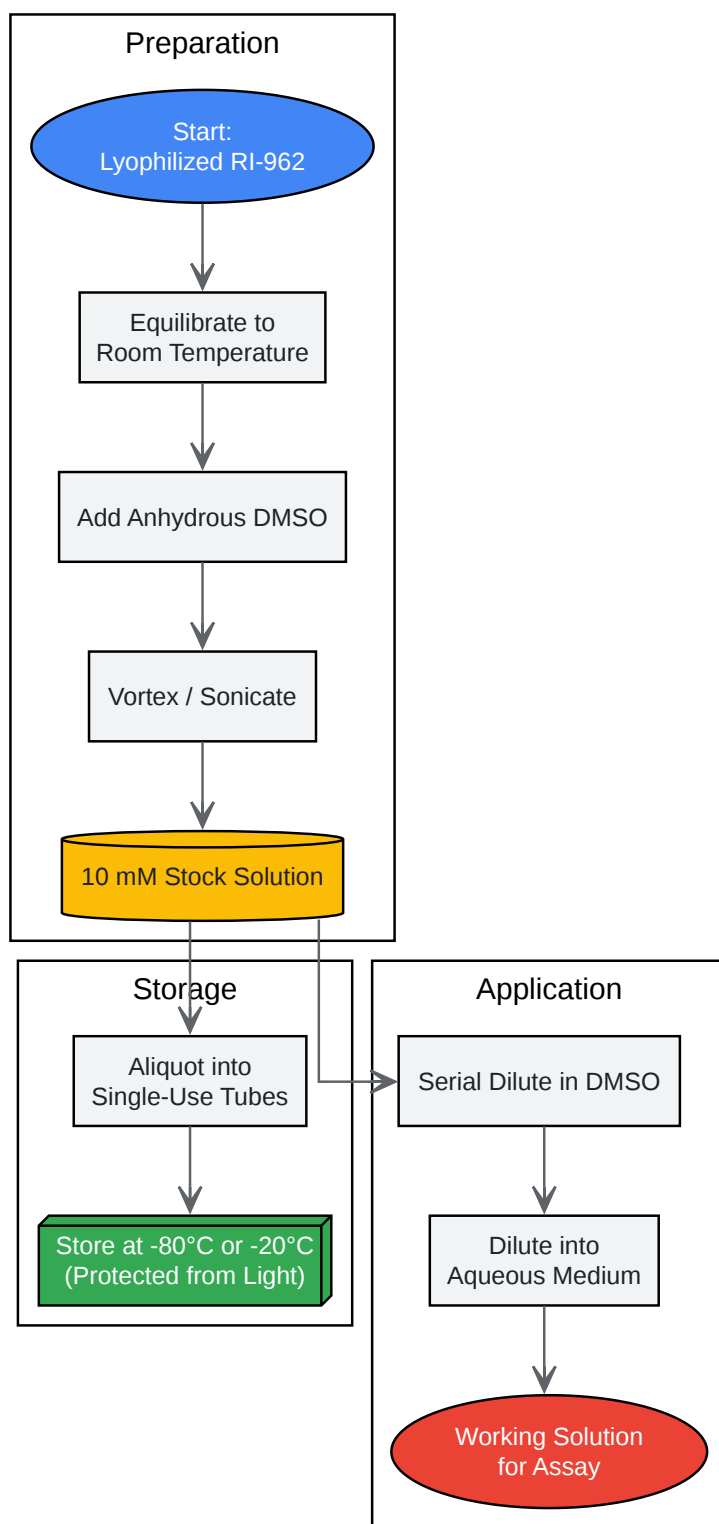 Preparation
Start:
Lyophilized RI-962
Equilibrate to
Room Temperature
Add Anhydrous DMSO
Vortex / Sonicate
10 mM Stock Solution
Storage
Aliquot into
Single-Use Tubes
Store at -80°C or -20°C
(Protected from Light)
Application
Serial Dilute in DMSO
Dilute into
Aqueous Medium
Working Solution
for Assay